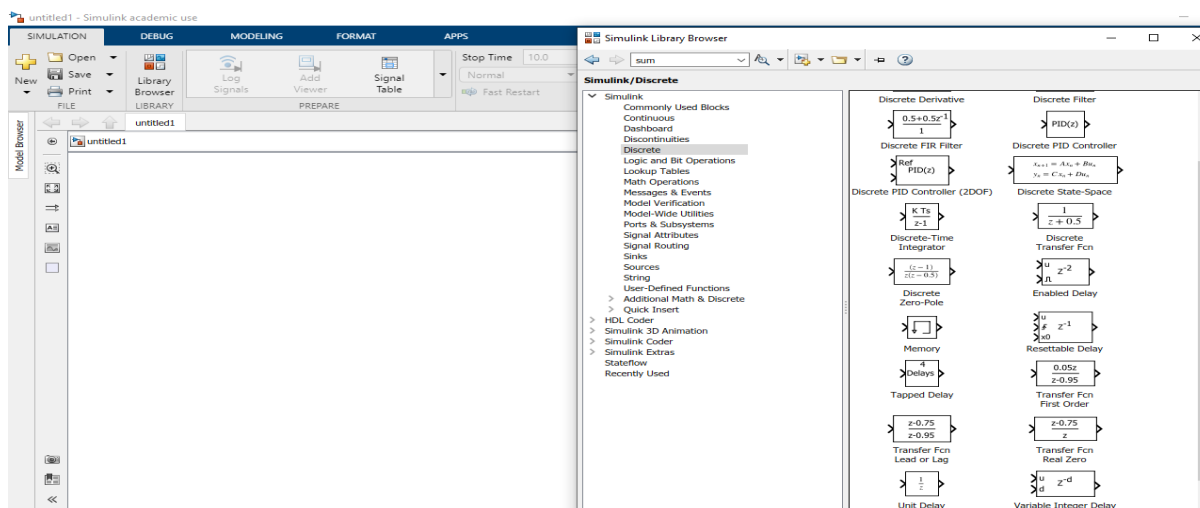 untitled1 - Simulink academic use
SIMULATION DEBUG MODELING FORMAT APPS
New
Open
Save
Print
FILE
Library
Browser
LIBRARY
Log
Signals
Add
Viewer
Signal
Table
PREPARE
Stop Time 10.0
Normal
Fast Restart
Model Browser
untitled1
untitled1
Simulink Library Browser
sum
Simulink/Discrete
Simulink
Commonly Used Blocks
Continuous
Dashboard
Discontinuities
Discrete
Logic and Bit Operations
Lookup Tables
Math Operations
Messages & Events
Model Verification
Model-Wide Utilities
Ports & Subsystems
Signal Attributes
Signal Routing
Sinks
Sources
String
User-Defined Functions
Additional Math & Discrete
Quick Insert
HDL Coder
Simulink 3D Animation
Simulink Coder
Simulink Extras
Stateflow
Recently Used
Discrete Derivative
Discrete Filter
0.5+0.5z⁻¹
1
Discrete FIR Filter
PID(z)
Discrete PID Controller
Ref
PID(z)
Discrete PID Controller (2DOF)
xₙ₊₁ = Axₙ + Buₙ
yₙ = Cxₙ + Duₙ
Discrete State-Space
K Ts
z-1
Discrete-Time
Integrator
1
z + 0.5
Discrete
Transfer Fcn
(z − 1)
z(z − 0.5)
Discrete
Zero-Pole
u
z⁻²
Enabled Delay
Memory
u
z⁻¹
x0
Resettable Delay
4
Delays
Tapped Delay
0.05z
z-0.95
Transfer Fcn
First Order
z-0.75
z-0.95
Transfer Fcn
Lead or Lag
z-0.75
z
Transfer Fcn
Real Zero
1
z
Unit Delay
u
d
z⁻ᵈ
Variable Integer Delay